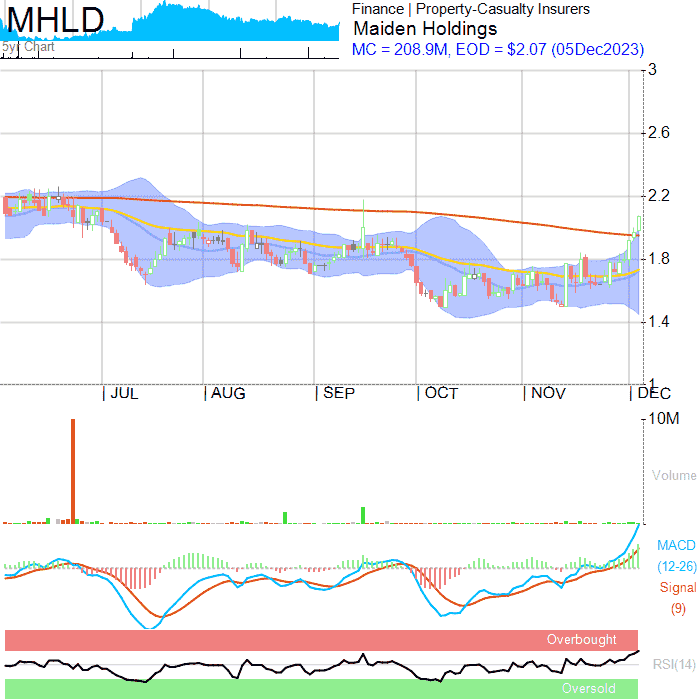 MHLD
5yr Chart
Finance | Property-Casualty Insurers
Maiden Holdings
MC = 208.9M, EOD = $2.07 (05Dec2023)
3
2.6
2.2
1.8
1.4
1
| JUL | AUG | SEP | OCT | NOV | DEC
10M
Volume
MACD
(12-26)
Signal
(9)
Overbought
RSI(14)
Oversold